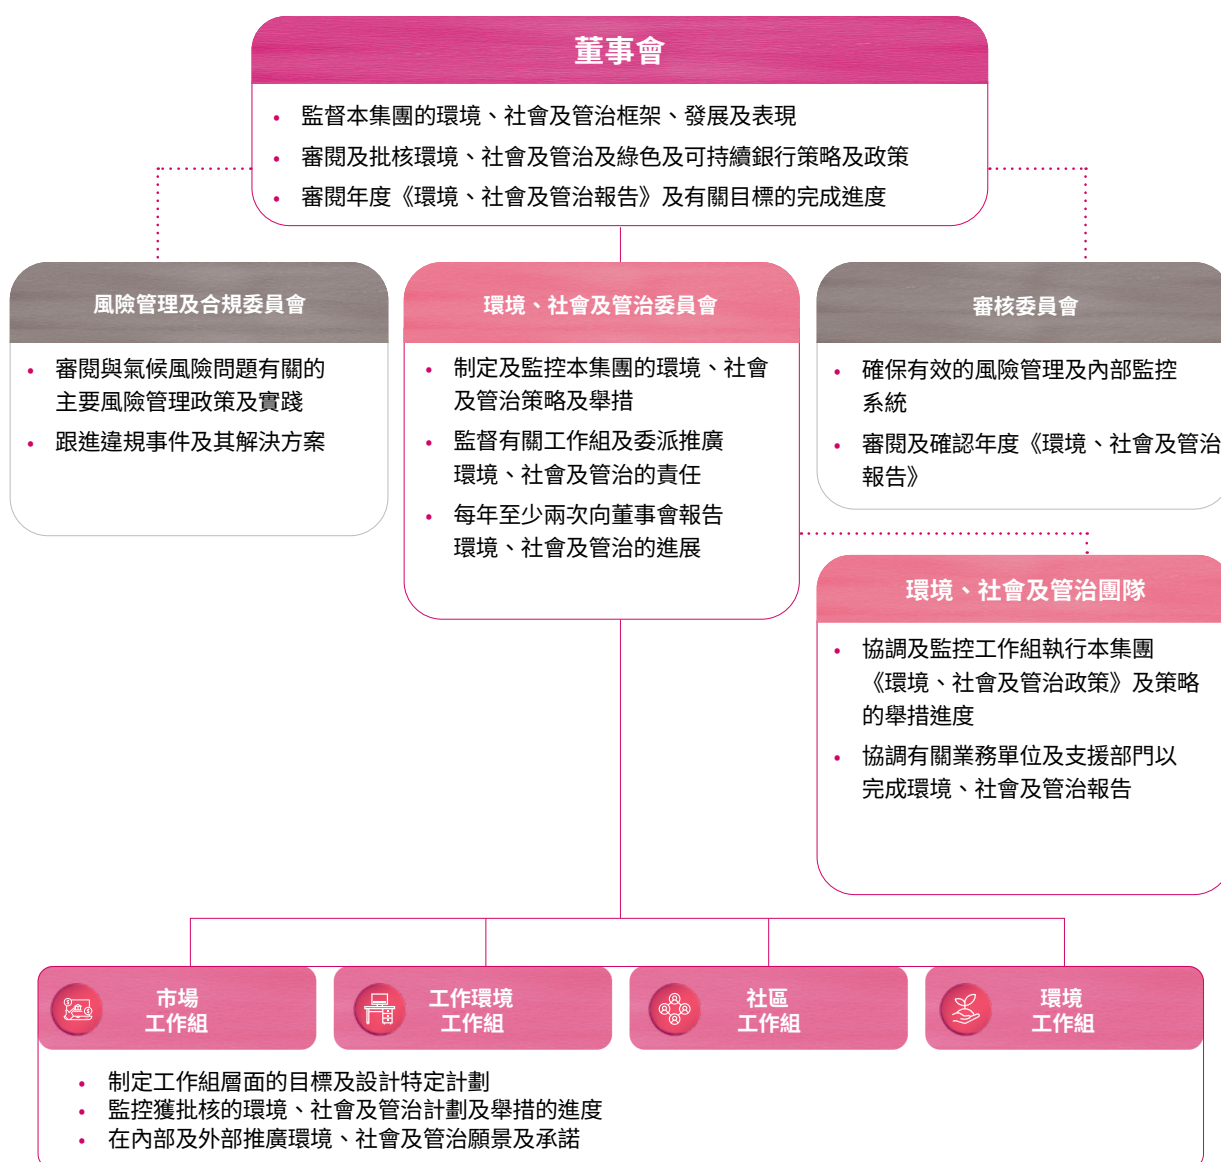 董事會
• 監督本集團的環境、社會及管治框架、發展及表現
• 審閱及批核環境、社會及管治及綠色及可持續銀行策略及政策
• 審閱年度《環境、社會及管治報告》及有關目標的完成進度
風險管理及合規委員會
• 審閱與氣候風險問題有關的
主要風險管理政策及實踐
• 跟進違規事件及其解決方案
環境、社會及管治委員會
• 制定及監控本集團的環境、社會
及管治策略及舉措
• 監督有關工作組及委派推廣
環境、社會及管治的責任
• 每年至少兩次向董事會報告
環境、社會及管治的進展
審核委員會
• 確保有效的風險管理及內部監控
系統
• 審閱及確認年度《環境、社會及管治
報告》
環境、社會及管治團隊
• 協調及監控工作組執行本集團
《環境、社會及管治政策》及策略
的舉措進度
• 協調有關業務單位及支援部門以
完成環境、社會及管治報告
市場
工作組
工作環境
工作組
社區
工作組
環境
工作組
• 制定工作組層面的目標及設計特定計劃
• 監控獲批核的環境、社會及管治計劃及舉措的進度
• 在內部及外部推廣環境、社會及管治願景及承諾